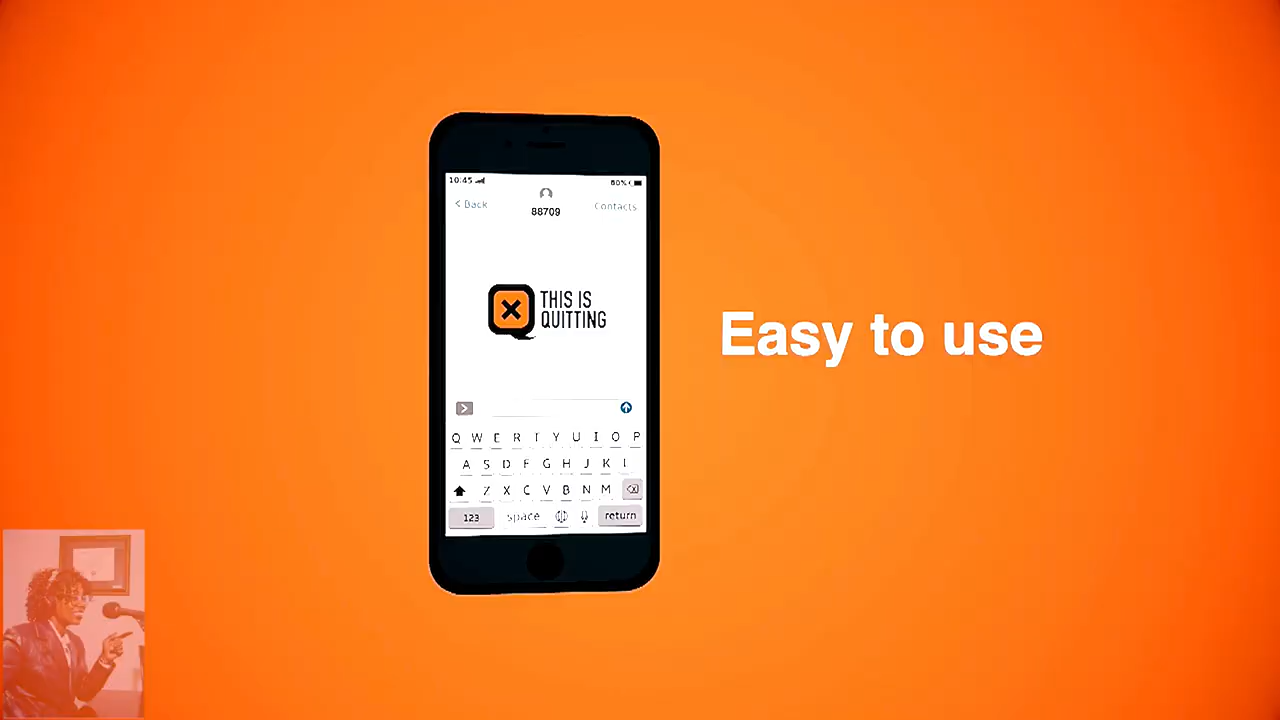 10:45
80%
< Back
88709
Contacts
THIS IS
QUITTING
Easy to use
Q W E R T Y U I O P
A S D F G H J K L
Z X C V B N M
123 space return